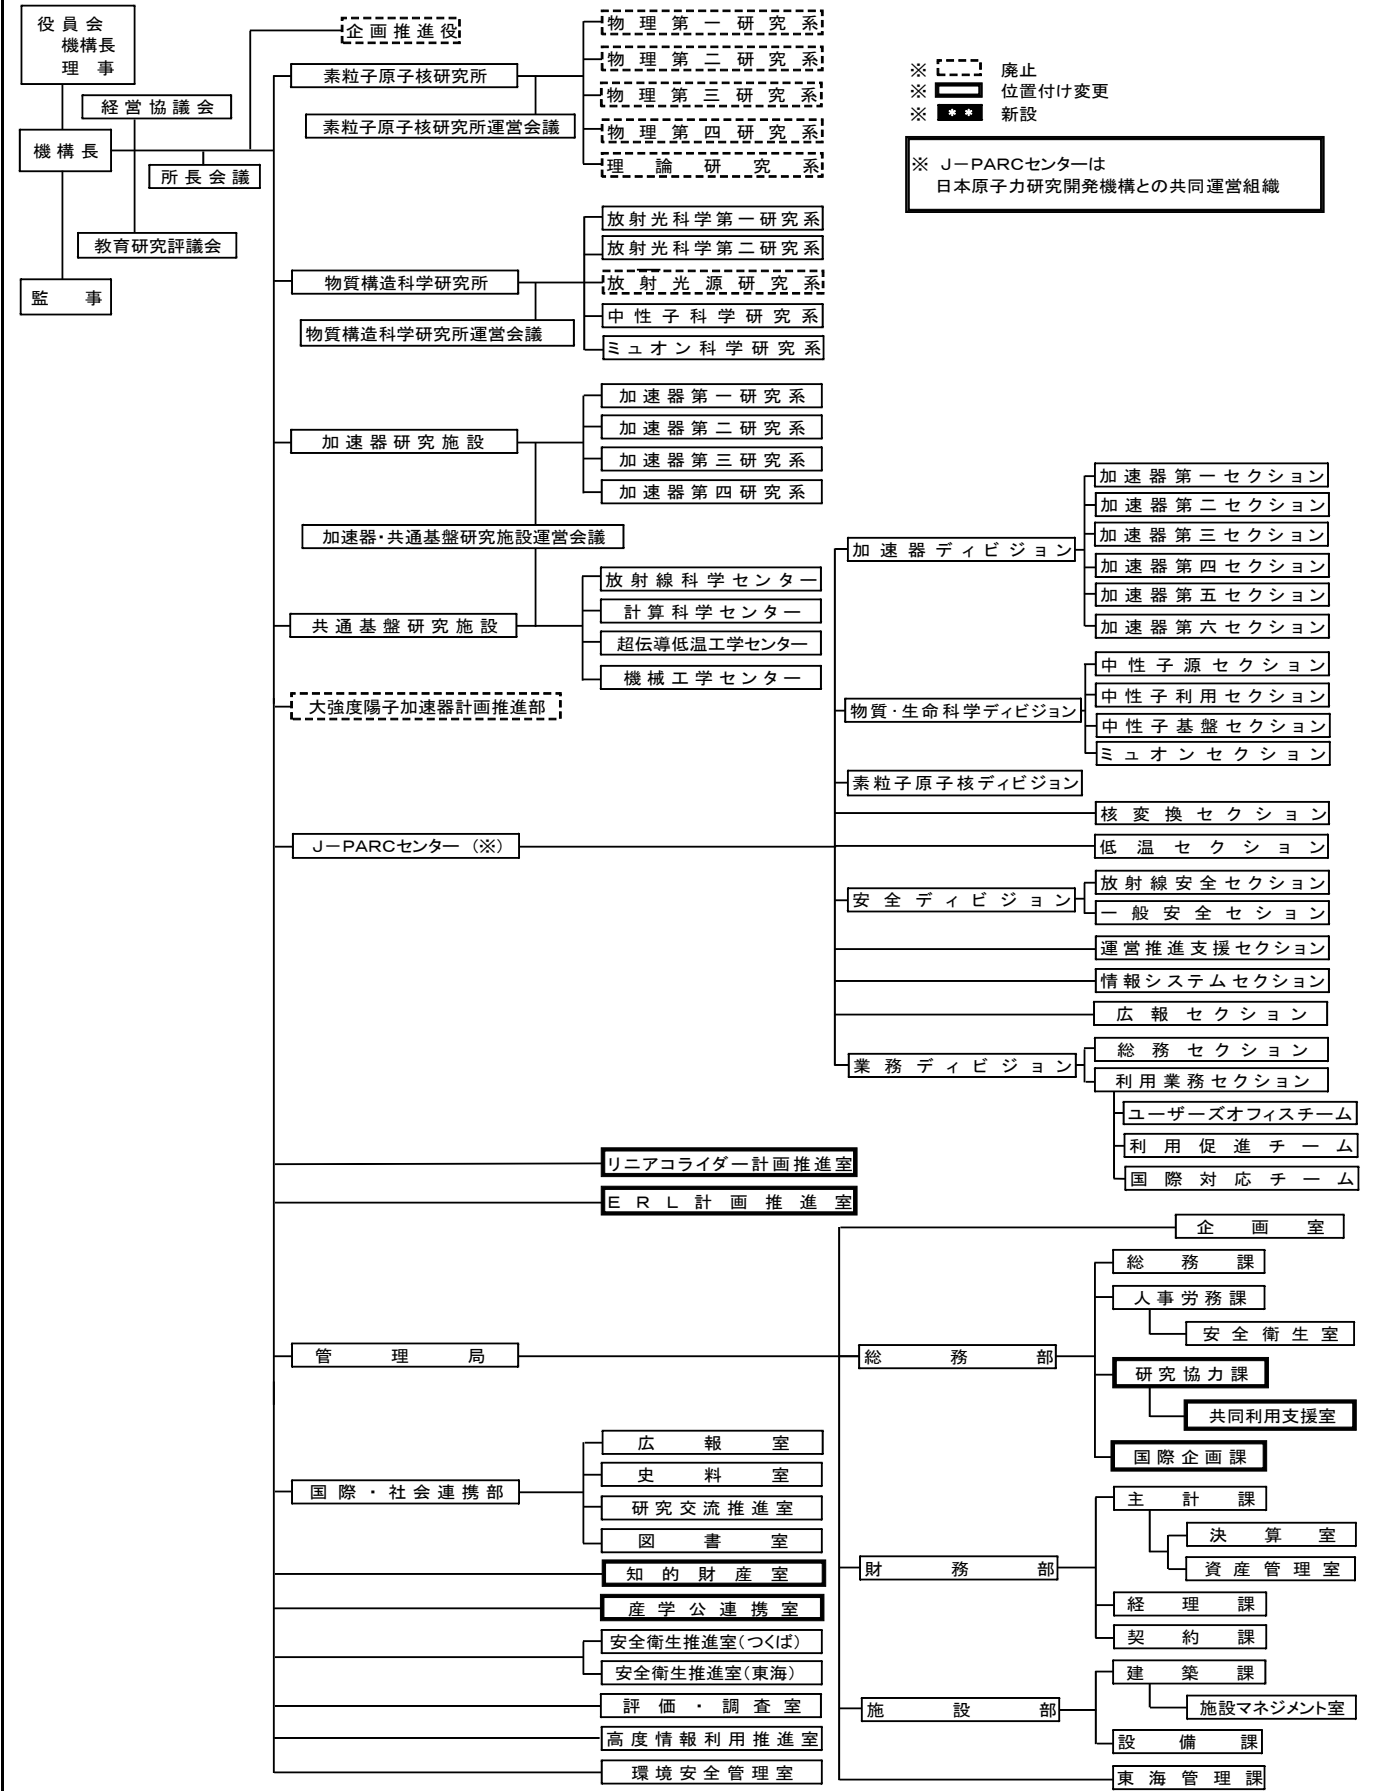 役員会
機構長
理事
経営協議会
機構長
所長会議
教育研究評議会
監事
企画推進役
素粒子原子核研究所
素粒子原子核研究所運営会議
物理第一研究系
物理第二研究系
物理第三研究系
物理第四研究系
理論研究系
※ 廃止
※ 位置付け変更
※ ** 新設
※ J－PARCセンターは
日本原子力研究開発機構との共同運営組織
物質構造科学研究所
物質構造科学研究所運営会議
放射光科学第一研究系
放射光科学第二研究系
放射光源研究系
中性子科学研究系
ミュオン科学研究系
加速器研究施設
加速器第一研究系
加速器第二研究系
加速器第三研究系
加速器第四研究系
加速器・共通基盤研究施設運営会議
共通基盤研究施設
放射線科学センター
計算科学センター
超伝導低温工学センター
機械工学センター
大強度陽子加速器計画推進部
J－PARCセンター（※）
加速器ディビジョン
加速器第一セクション
加速器第二セクション
加速器第三セクション
加速器第四セクション
加速器第五セクション
加速器第六セクション
物質・生命科学ディビジョン
中性子源セクション
中性子利用セクション
中性子基盤セクション
ミュオンセクション
素粒子原子核ディビジョン
核変換セクション
低温セクション
安全ディビジョン
放射線安全セクション
一般安全セション
運営推進支援セクション
情報システムセクション
広報セクション
業務ディビジョン
総務セクション
利用業務セクション
ユーザーズオフィスチーム
利用促進チーム
国際対応チーム
リニアコライダー計画推進室
ERL計画推進室
管理局
企画室
総務部
総務課
人事労務課
安全衛生室
研究協力課
共同利用支援室
国際企画課
国際・社会連携部
広報室
史料室
研究交流推進室
図書室
知的財産室
産学公連携室
安全衛生推進室（つくば）
安全衛生推進室（東海）
評価・調査室
高度情報利用推進室
環境安全管理室
財務部
主計課
決算室
資産管理室
経理課
契約課
施設部
建築課
施設マネジメント室
設備課
東海管理課